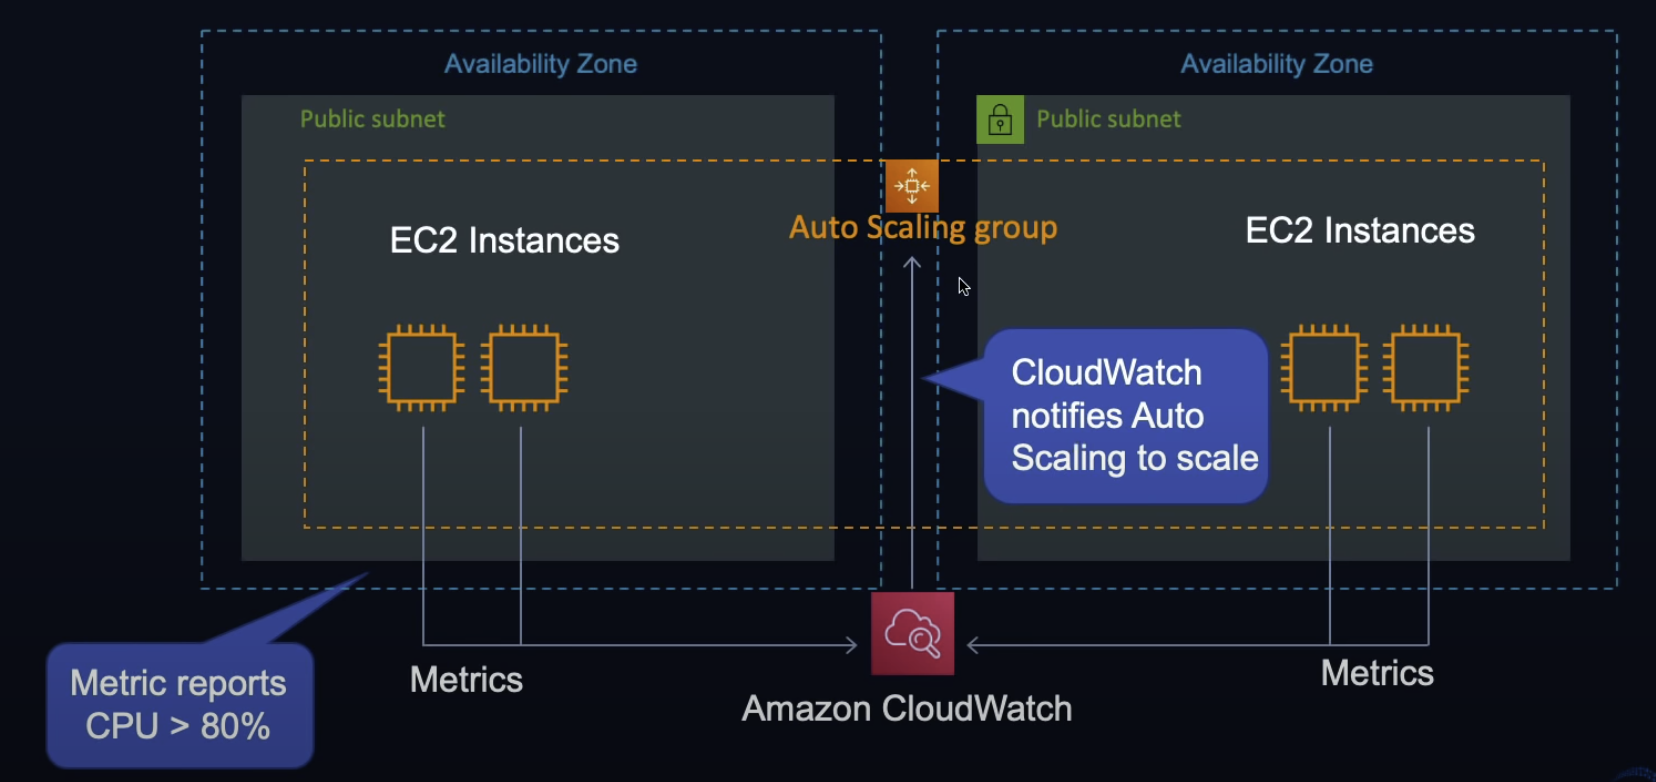 Availability Zone
Availability Zone
Public subnet
Public subnet
Auto Scaling group
EC2 Instances
EC2 Instances
CloudWatch
notifies Auto
Scaling to scale
Metric reports
CPU > 80%
Metrics
Metrics
Amazon CloudWatch